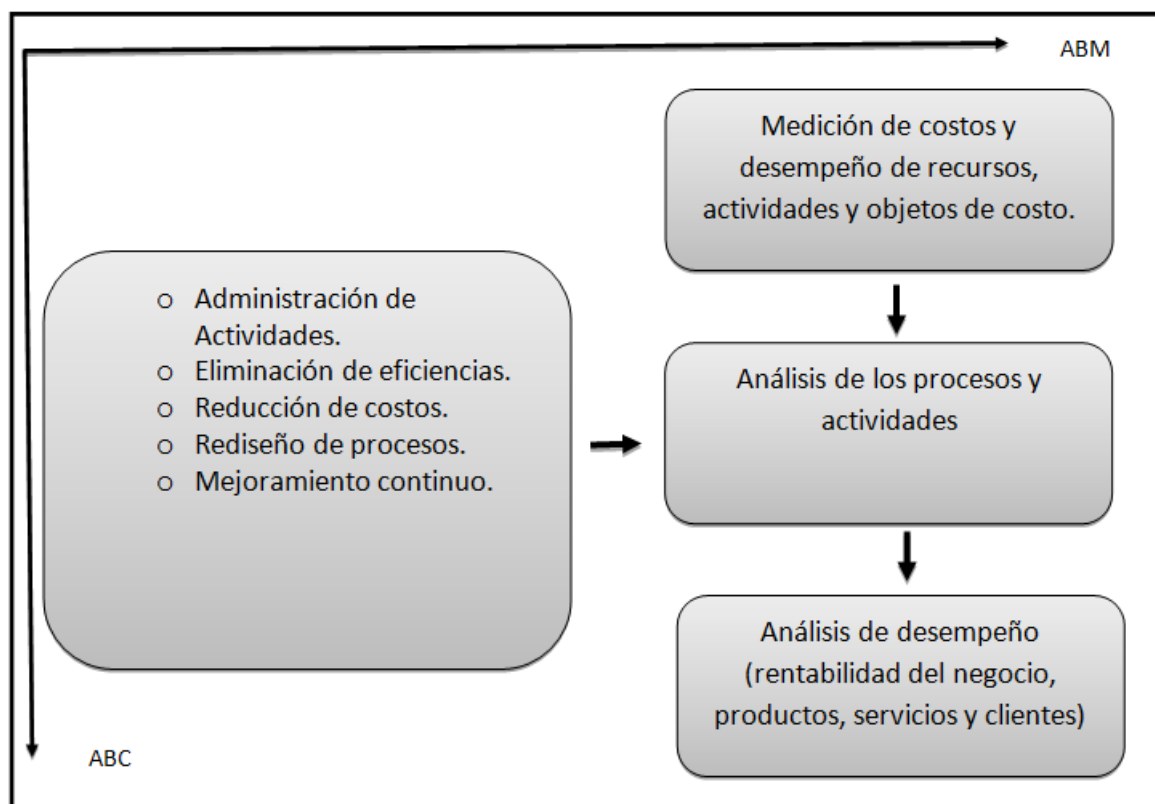 ABM
Medición de costos y
desempeño de recursos,
actividades y objetos de costo.
o Administración de
Actividades.
o Eliminación de eficiencias.
o Reducción de costos.
o Rediseño de procesos.
o Mejoramiento continuo.
Análisis de los procesos y
actividades
Análisis de desempeño
(rentabilidad del negocio,
productos, servicios y clientes)
ABC